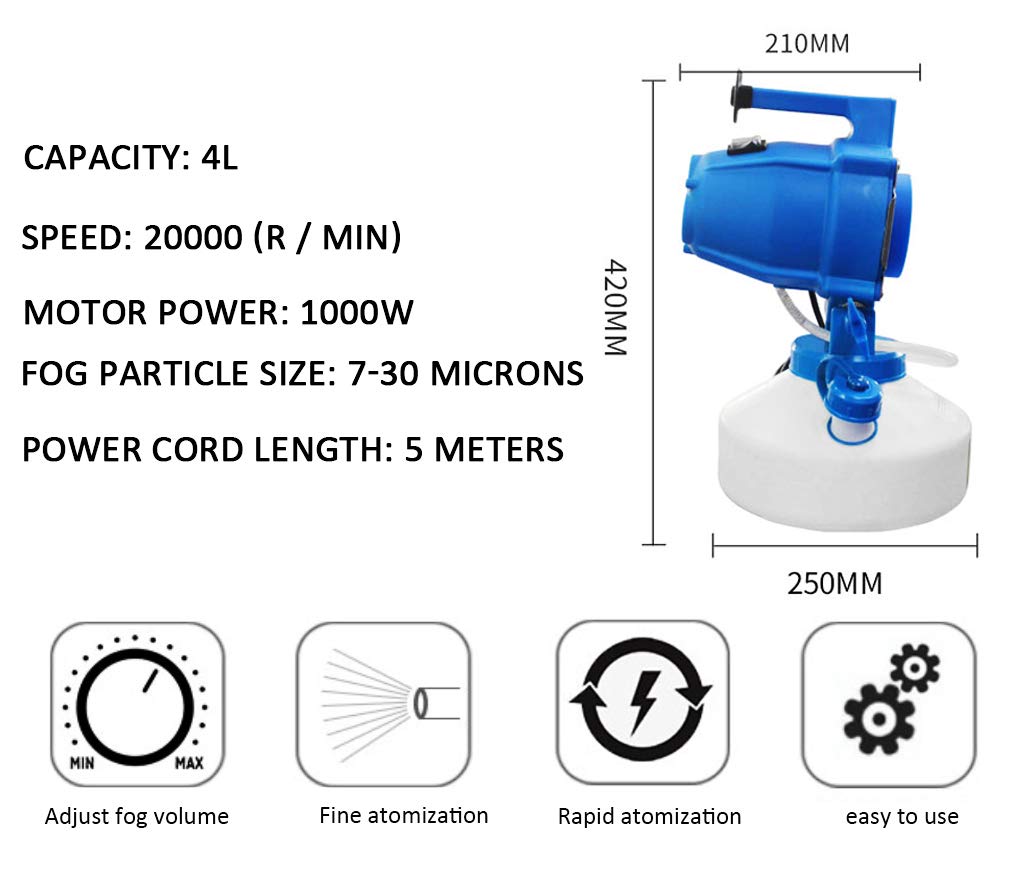 210MM
CAPACITY: 4L
SPEED: 20000 (R / MIN)
420MM
MOTOR POWER: 1000W
FOG PARTICLE SIZE: 7-30 MICRONS
POWER CORD LENGTH: 5 METERS
250MM
MIN MAX
Adjust fog volume
Fine atomization
Rapid atomization
easy to use